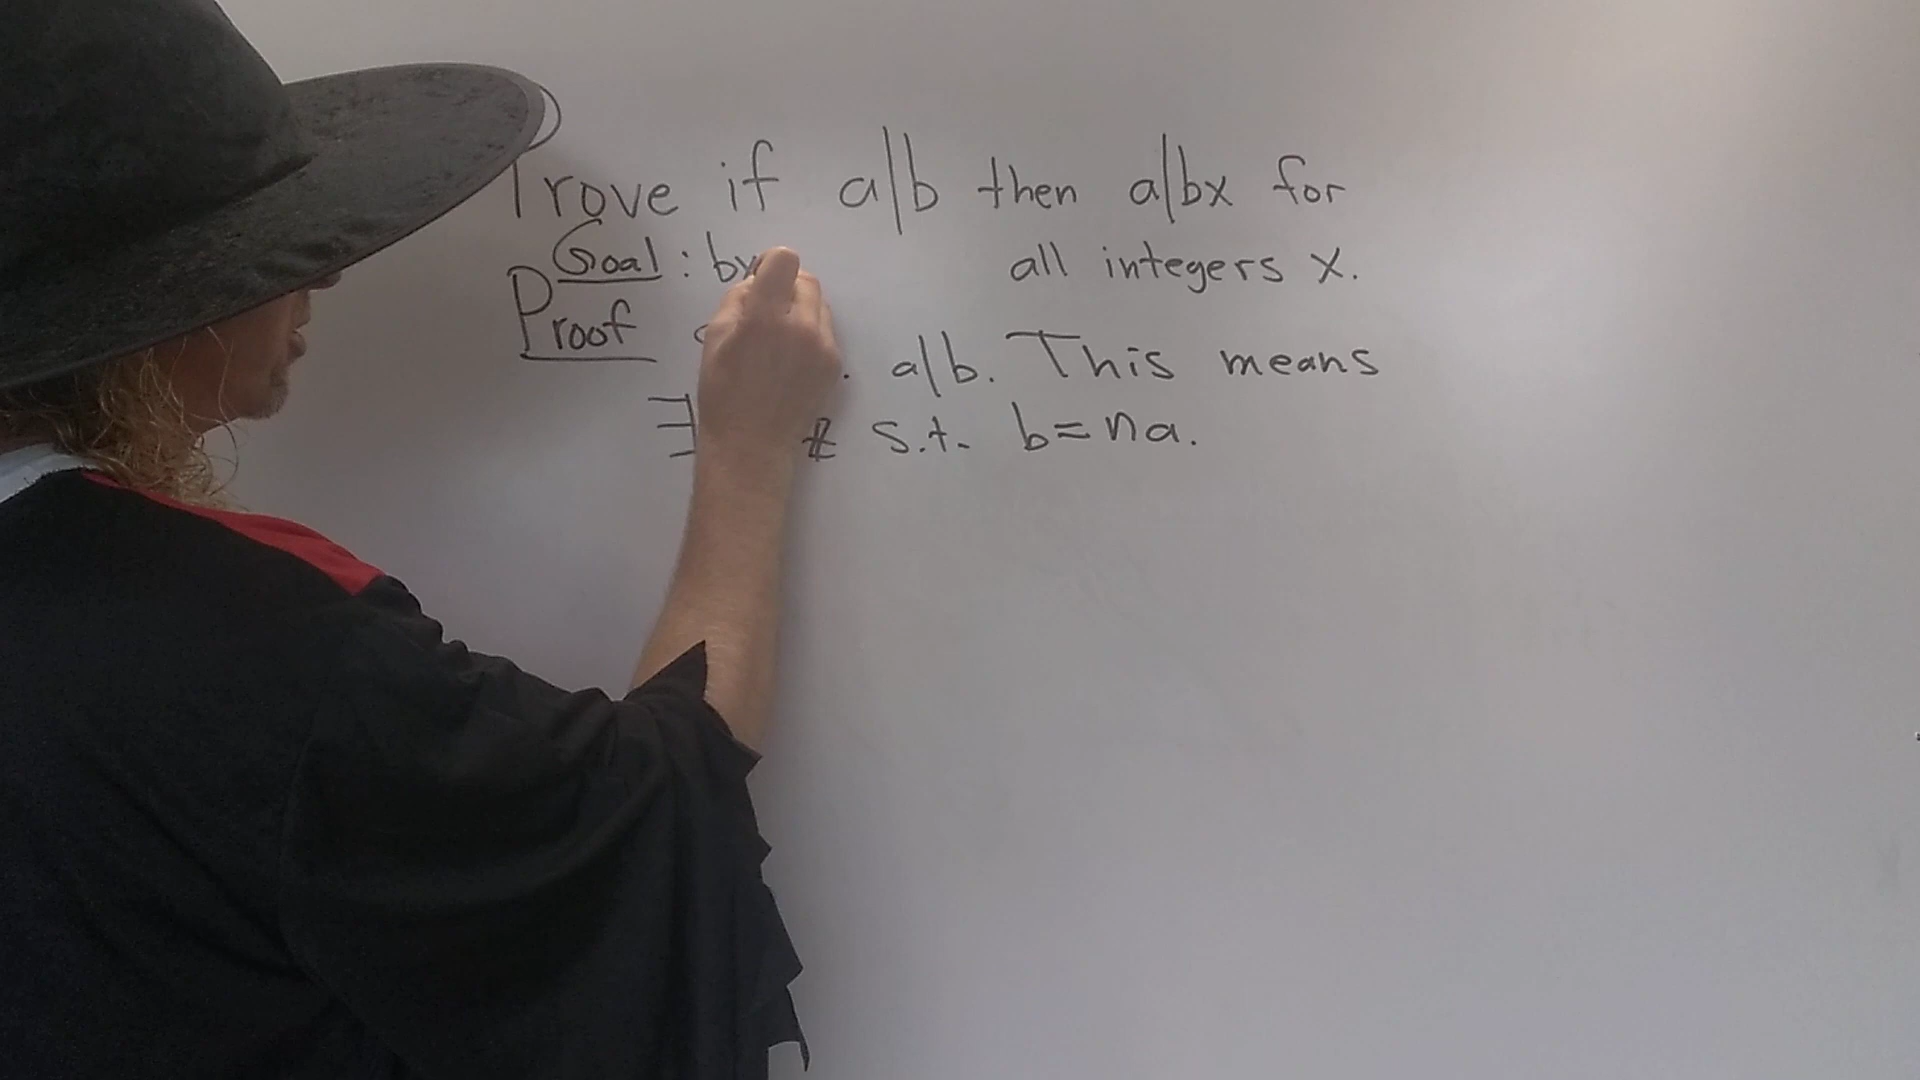 Prove if a|b then a|bx for
all integers x.
Goal: bx
Proof
a|b. This means
∃ s.t. b=na.